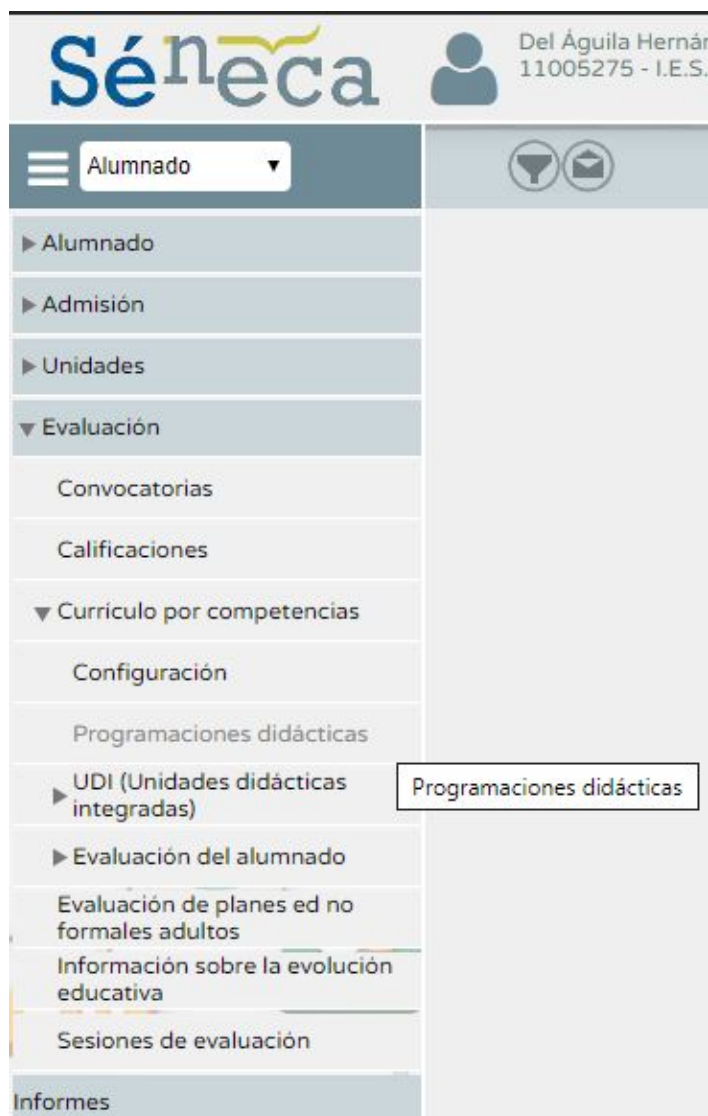 Séneca
Del Águila Hernán
11005275 - I.E.S.
Alumnado
Alumnado
Admisión
Unidades
Evaluación
Convocatorias
Calificaciones
Currículo por competencias
Configuración
Programaciones didácticas
UDI (Unidades didácticas
integradas)
Programaciones didácticas
Evaluación del alumnado
Evaluación de planes ed no
formales adultos
Información sobre la evolución
educativa
Sesiones de evaluación
Informes